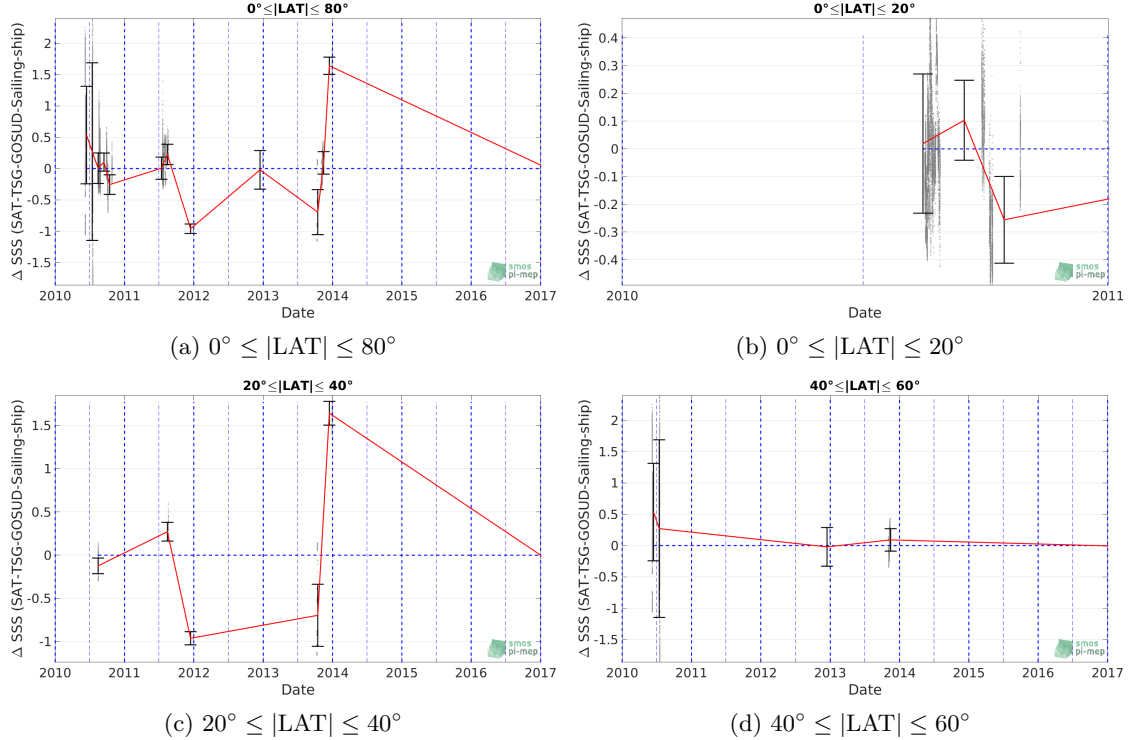 0°≤|LAT|≤ 80°
Δ SSS (SAT-TSG-GOSUD-Sailing-ship)
2
1.5
1
0.5
0
-0.5
-1
-1.5
2010 2011 2012 2013 2014 2015 2016 2017
Date
smos
pi-mep
(a) 0° ≤ |LAT| ≤ 80°
0°≤|LAT|≤ 20°
Δ SSS (SAT-TSG-GOSUD-Sailing-ship)
0.4
0.3
0.2
0.1
0
-0.1
-0.2
-0.3
-0.4
2010 2011
Date
smos
pi-mep
(b) 0° ≤ |LAT| ≤ 20°
20°≤|LAT|≤ 40°
Δ SSS (SAT-TSG-GOSUD-Sailing-ship)
1.5
1
0.5
0
-0.5
-1
2010 2011 2012 2013 2014 2015 2016 2017
Date
smos
pi-mep
(c) 20° ≤ |LAT| ≤ 40°
40°≤|LAT|≤ 60°
Δ SSS (SAT-TSG-GOSUD-Sailing-ship)
2
1.5
1
0.5
0
-0.5
-1
-1.5
2010 2011 2012 2013 2014 2015 2016 2017
Date
smos
pi-mep
(d) 40° ≤ |LAT| ≤ 60°